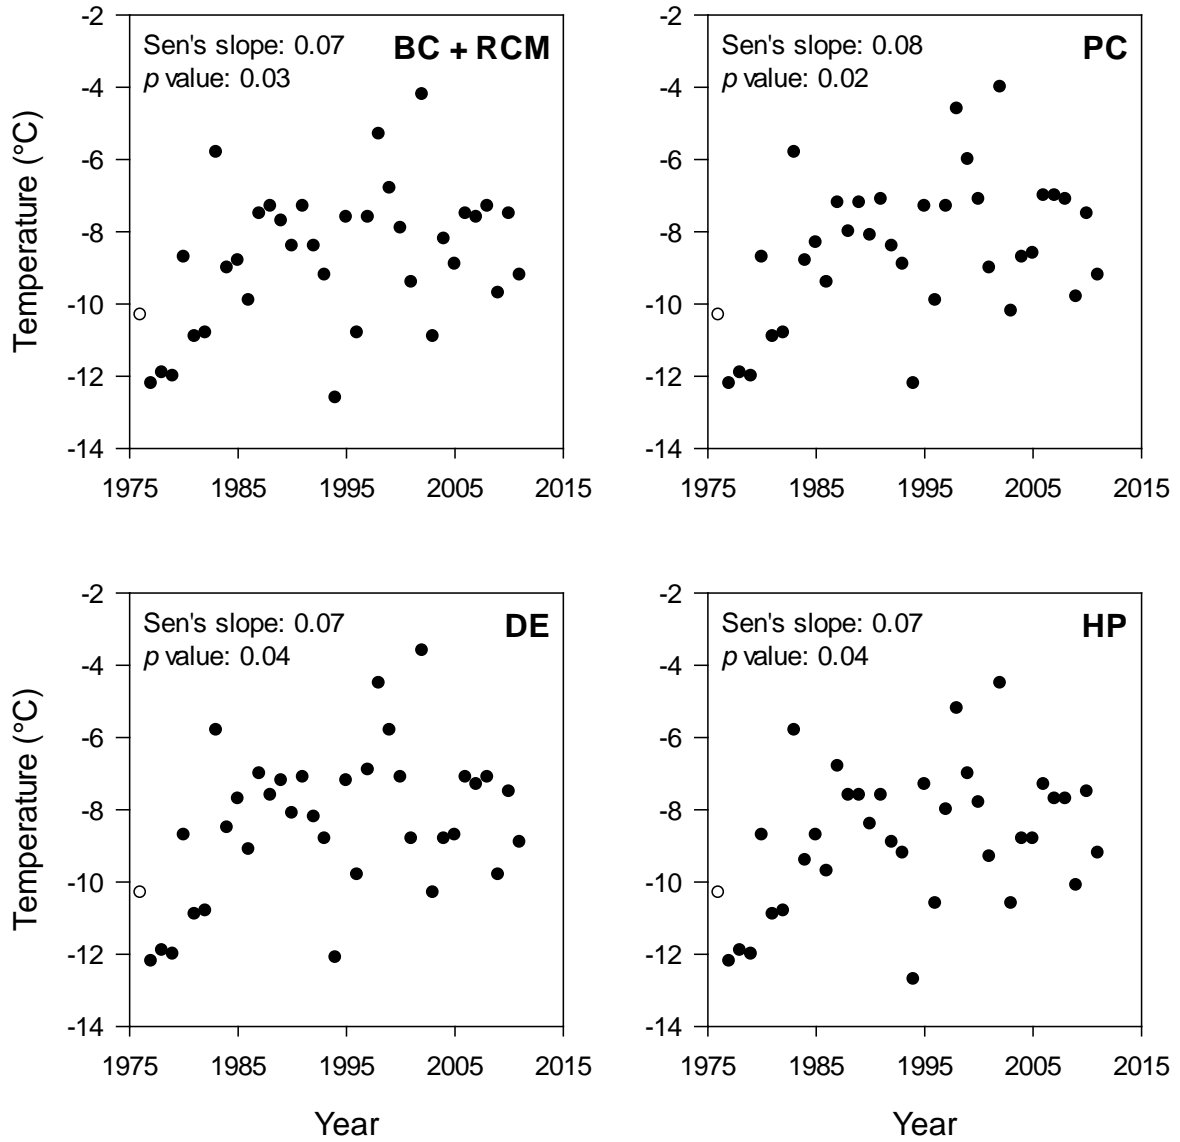 -2
Sen's slope: 0.07
BC + RCM
p value: 0.03
-4
-6
-8
-10
-12
-14
Temperature (°C)
1975 1985 1995 2005 2015
-2
Sen's slope: 0.08
PC
p value: 0.02
-4
-6
-8
-10
-12
-14
1975 1985 1995 2005 2015
-2
Sen's slope: 0.07
DE
p value: 0.04
-4
-6
-8
-10
-12
-14
Temperature (°C)
1975 1985 1995 2005 2015
Year
-2
Sen's slope: 0.07
HP
p value: 0.04
-4
-6
-8
-10
-12
-14
1975 1985 1995 2005 2015
Year